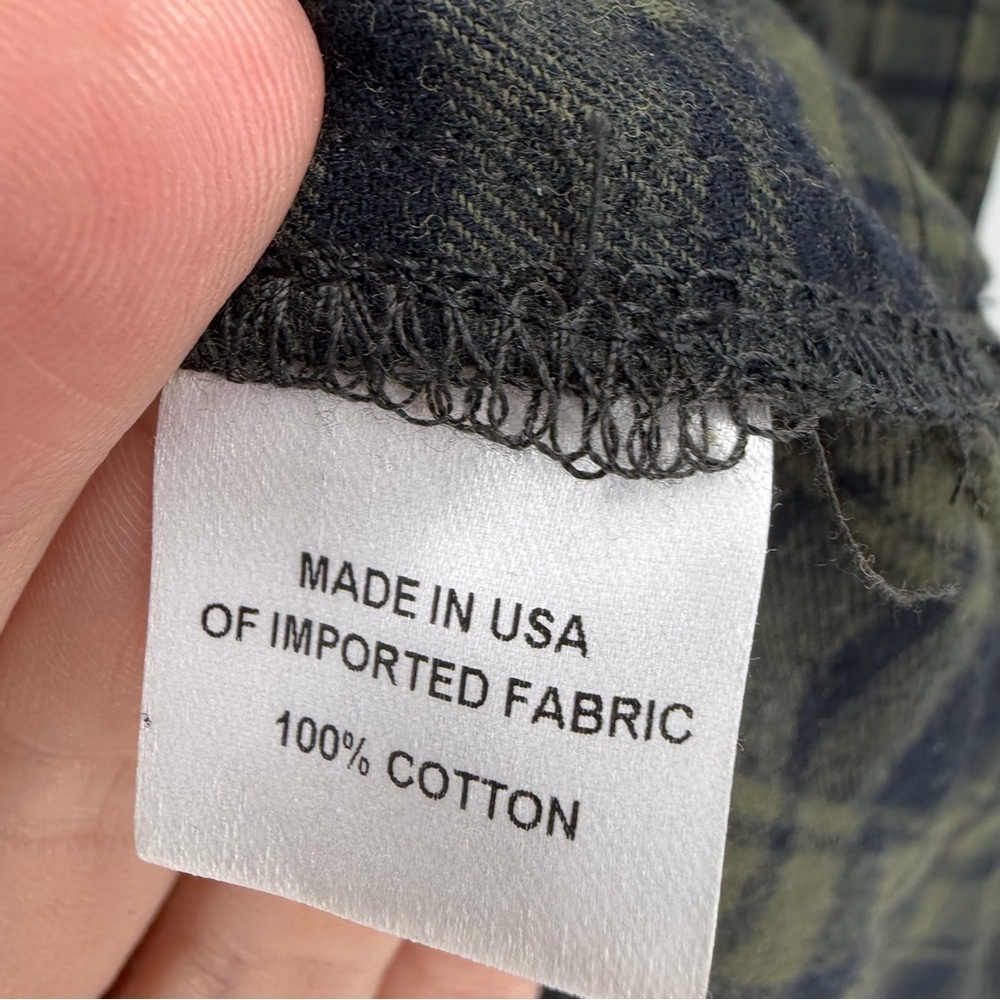 MADE IN USA
OF IMPORTED FABRIC
100% COTTON